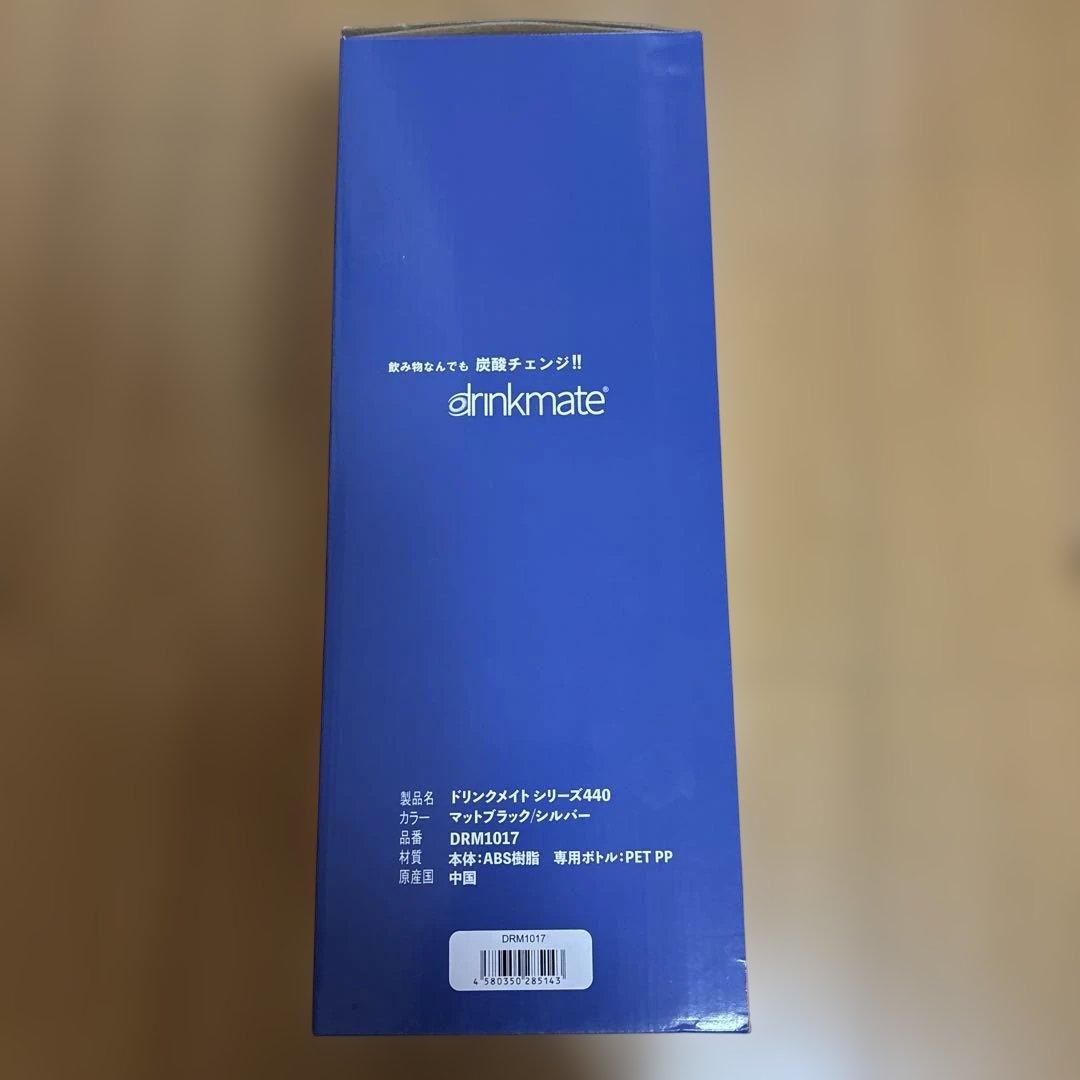 飲み物なんでも 炭酸チェンジ!!
drinkmate®
製品名 ドリンクメイト シリーズ440
カラー マットブラック/シルバー
品番 DRM1017
材質 本体:ABS樹脂 専用ボトル:PET PP
原産国 中国
DRM1017
4 580350 285143